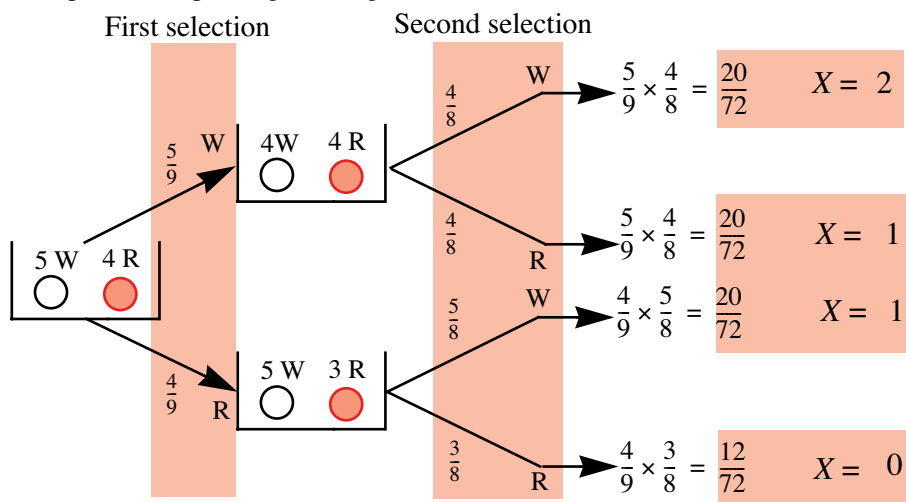 First selection
Second selection
W
4/8
5/9 × 4/8 = 20/72 X = 2
5/9
W
4W 4 R
4/8
R
5/9 × 4/8 = 20/72 X = 1
5 W 4 R
5/8
W
4/9 × 5/8 = 20/72 X = 1
4/9
R
5 W 3 R
3/8
R
4/9 × 3/8 = 12/72 X = 0